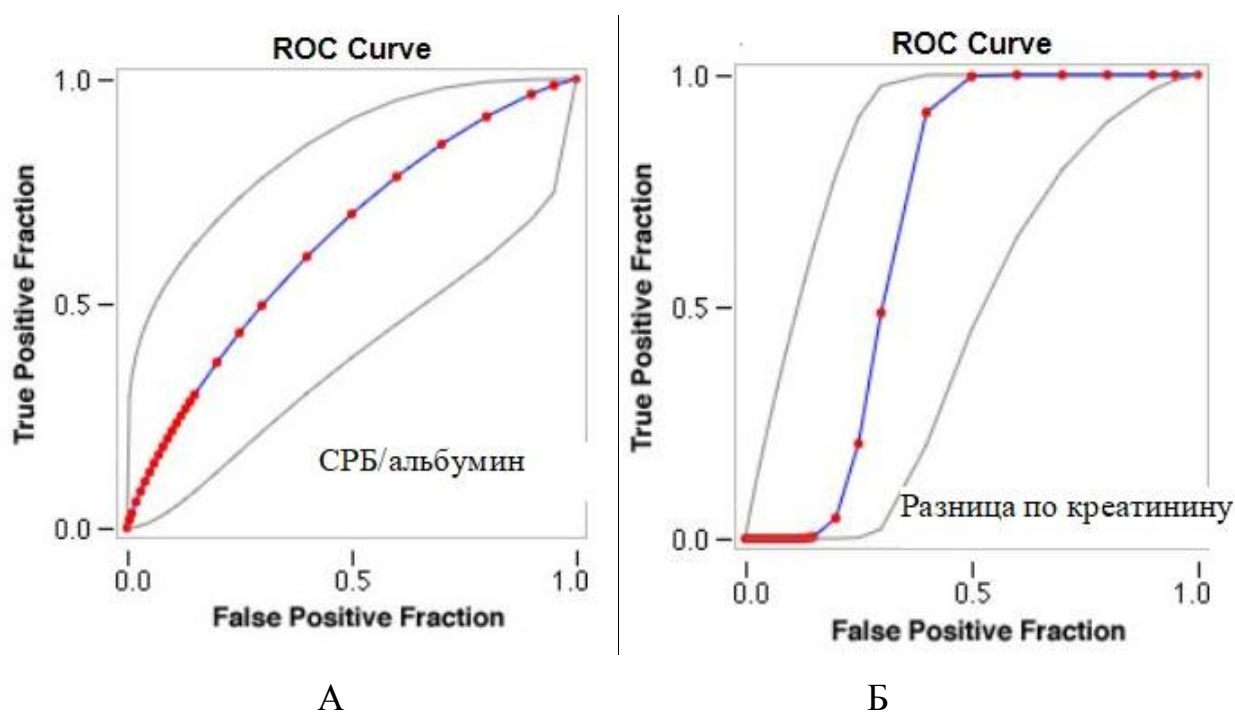 ROC Curve
1.0
0.5
0.0
True Positive Fraction
СРБ/альбумин
0.0 0.5 1.0
False Positive Fraction
А
ROC Curve
1.0
0.5
0.0
True Positive Fraction
Разница по креатинину
0.0 0.5 1.0
False Positive Fraction
Б